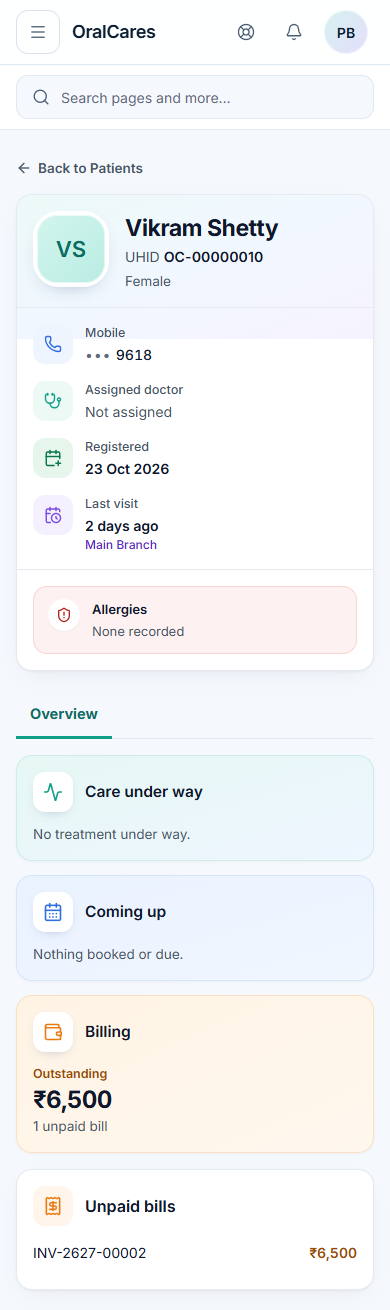 OralCares
PB
Search pages and more...
Back to Patients
VS
Vikram Shetty
UHID OC-00000010
Female
Mobile
••• 9618
Assigned doctor
Not assigned
Registered
23 Oct 2026
Last visit
2 days ago
Main Branch
Allergies
None recorded
Overview
Care under way
No treatment under way.
Coming up
Nothing booked or due.
Billing
Outstanding
₹6,500
1 unpaid bill
Unpaid bills
INV-2627-00002 ₹6,500